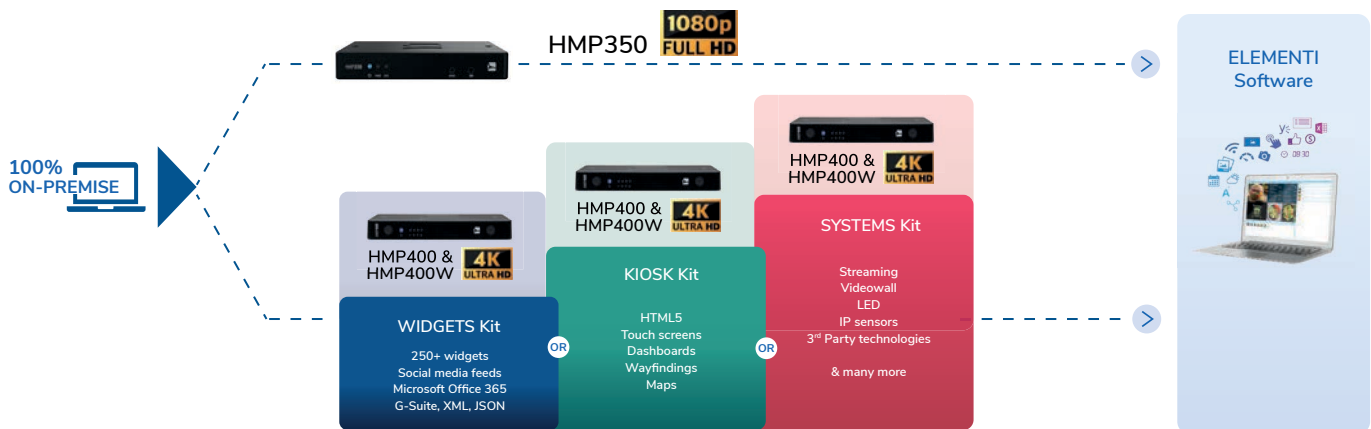 100%
ON-PREMISE
HMP350
1080p
FULL HD
HMP400 &
HMP400W
4K
ULTRA HD
WIDGETS Kit
250+ widgets
Social media feeds
Microsoft Office 365
G-Suite, XML, JSON
OR
HMP400 &
HMP400W
4K
ULTRA HD
KIOSK Kit
HTML5
Touch screens
Dashboards
Wayfindings
Maps
OR
HMP400 &
HMP400W
4K
ULTRA HD
SYSTEMS Kit
Streaming
Videowall
LED
IP sensors
3rd Party technologies
& many more
ELEMENTI
Software
08:30